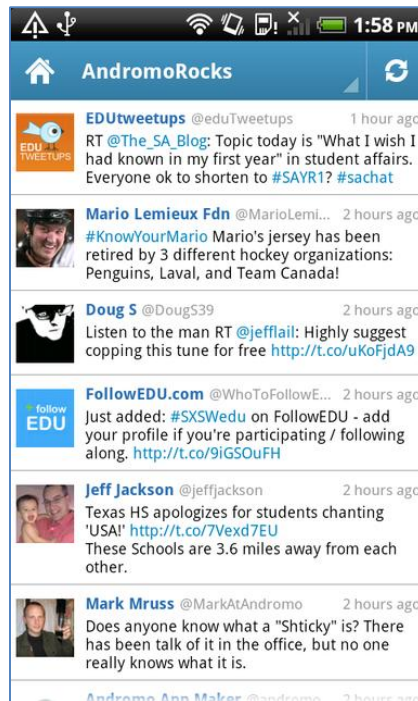 1:58 PM
AndromoRocks
EDUtweetups @eduTweetups 1 hour ago
RT @The_SA_Blog: Topic today is "What I wish I
had known in my first year" in student affairs.
Everyone ok to shorten to #SAYR1? #sachat
EDU
TWEETUPS
Mario Lemieux Fdn @MarioLemi... 2 hours ago
#KnowYourMario Mario's jersey has been
retired by 3 different hockey organizations:
Penguins, Laval, and Team Canada!
Doug S @DougS39 2 hours ago
Listen to the man RT @jefflail: Highly suggest
copping this tune for free http://t.co/uKoFjdA9
FollowEDU.com @WhoToFollowE... 2 hours ago
Just added: #SXSWedu on FollowEDU - add
your profile if you're participating / following
along. http://t.co/9iGSOuFH
+ follow
EDU
Jeff Jackson @jeffjackson 2 hours ago
Texas HS apologizes for students chanting
'USA!' http://t.co/7Vexd7EU
These Schools are 3.6 miles away from each
other.
Mark Mruss @MarkAtAndromo 2 hours ago
Does anyone know what a "Shticky" is? There
has been talk of it in the office, but no one
really knows what it is.
Andromo App Maker @andromo 2 hours ago